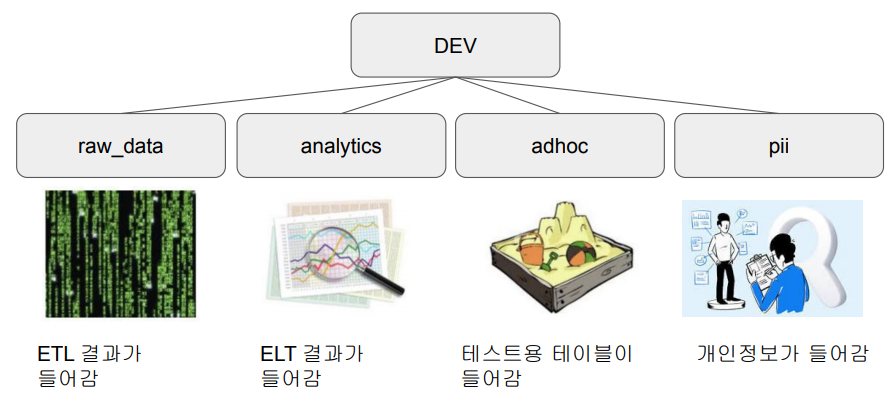 DEV
raw_data
analytics
adhoc
pii
ETL 결과가
들어감
ELT 결과가
들어감
테스트용 테이블이
들어감
개인정보가 들어감